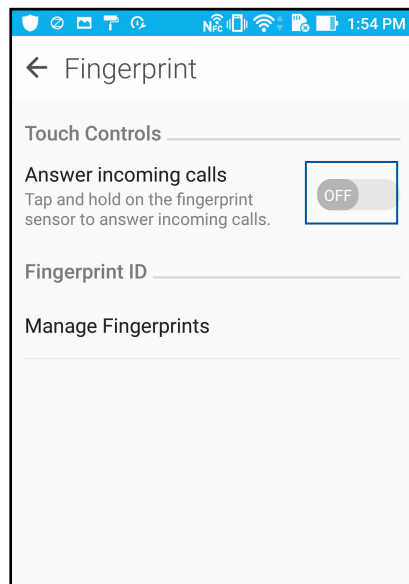 NFC 1:54 PM
Fingerprint
Touch Controls
Answer incoming calls
Tap and hold on the fingerprint
sensor to answer incoming calls.
OFF
Fingerprint ID
Manage Fingerprints